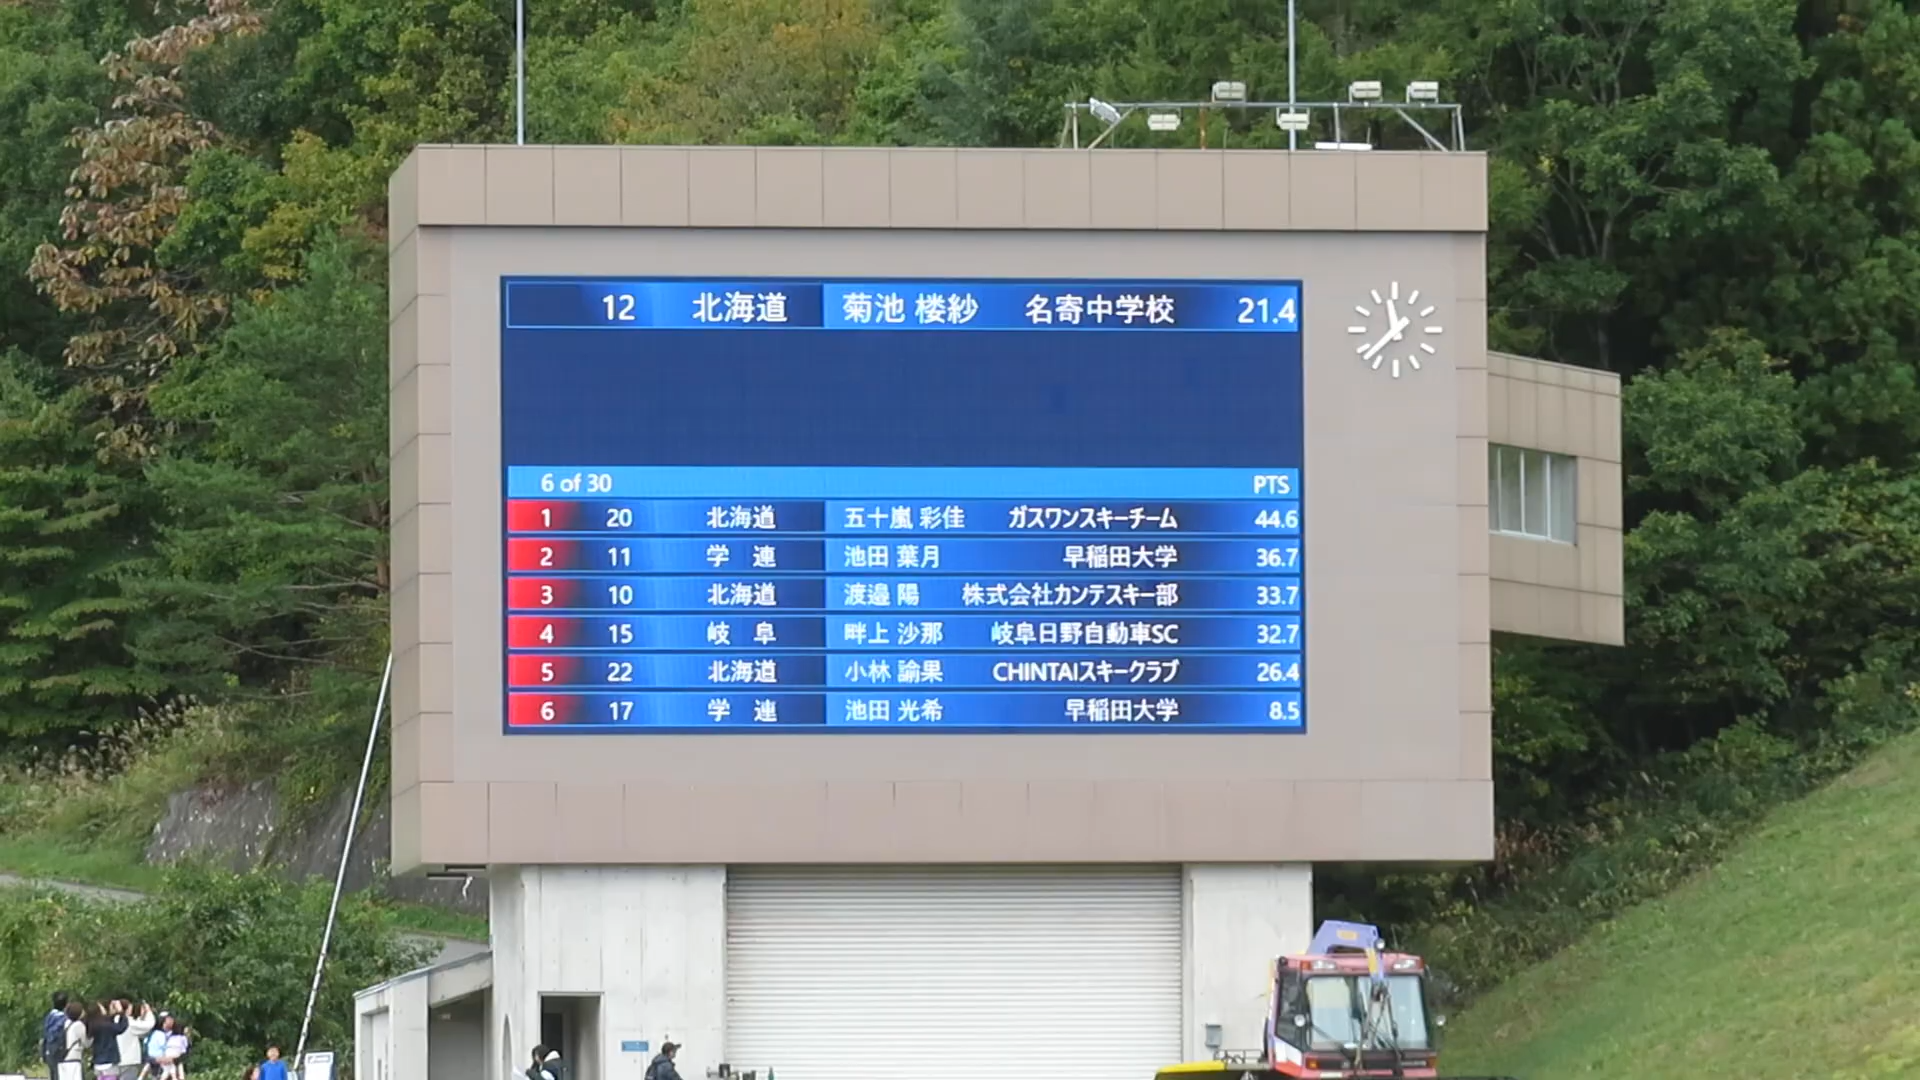 12 北海道 菊池 楼紗 名寄中学校 21.4
6 of 30 PTS
1 20 北海道 五十嵐 彩佳 ガスワンスキーチーム 44.6
2 11 学 連 池田 葉月 早稲田大学 36.7
3 10 北海道 渡邉 陽 株式会社カンテスキー部 33.7
4 15 岐 阜 畔上 沙那 岐阜日野自動車SC 32.7
5 22 北海道 小林 諭果 CHINTAIスキークラブ 26.4
6 17 学 連 池田 光希 早稲田大学 8.5